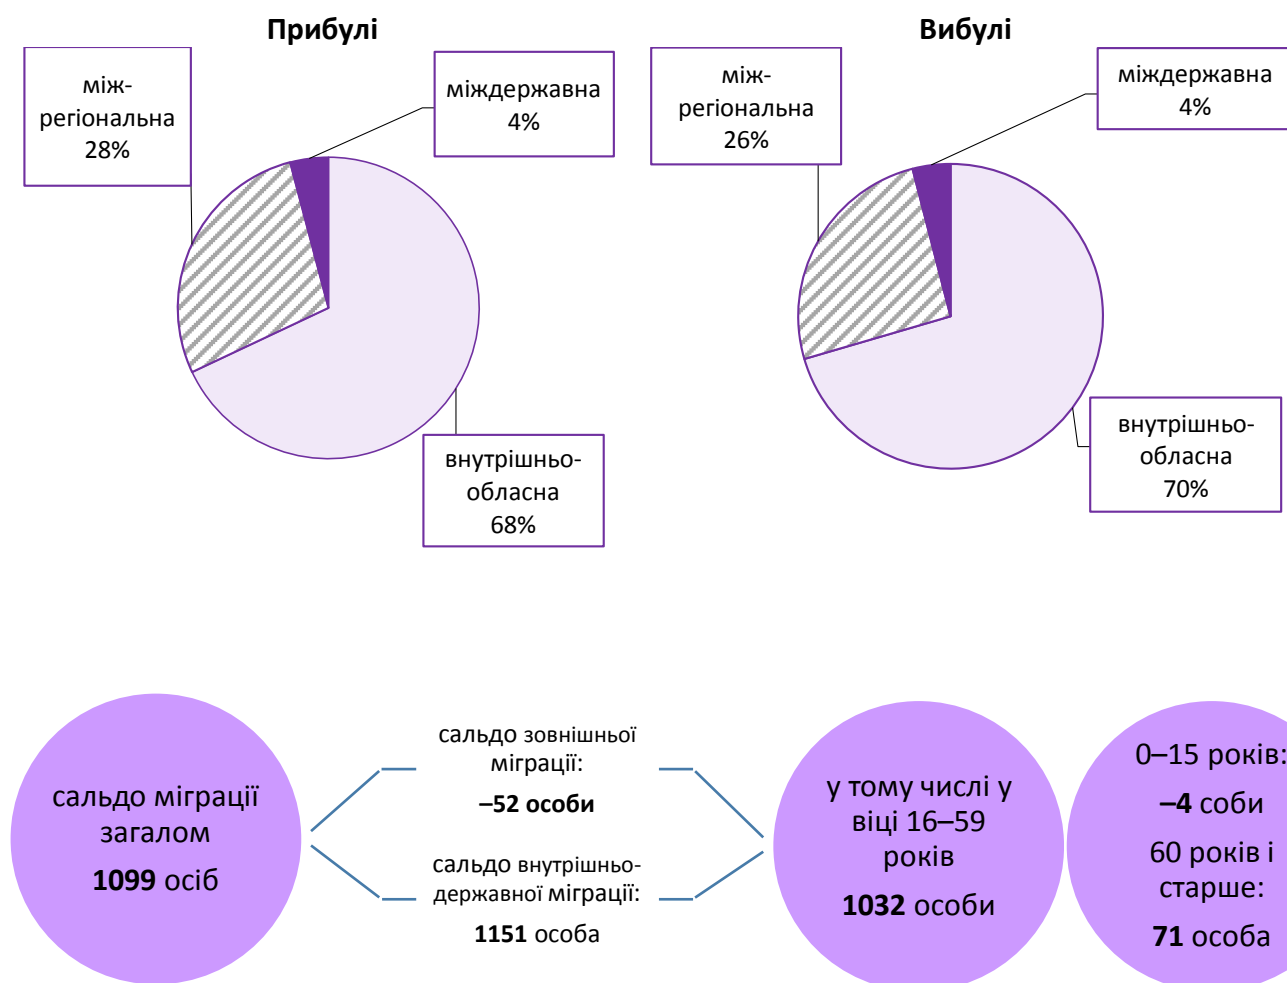 Прибулі
між-
регіональна
28%
міждержавна
4%
внутрішньо-
обласна
68%
Вибулі
між-
регіональна
26%
міждержавна
4%
внутрішньо-
обласна
70%
сальдо міграції
загалом
1099 осіб
сальдо зовнішньої
міграції:
–52 особи
сальдо внутрішньо-
державної міграції:
1151 особа
у тому числі у
віці 16–59
років
1032 особи
0–15 років:
–4 соби
60 років і
старше:
71 особа